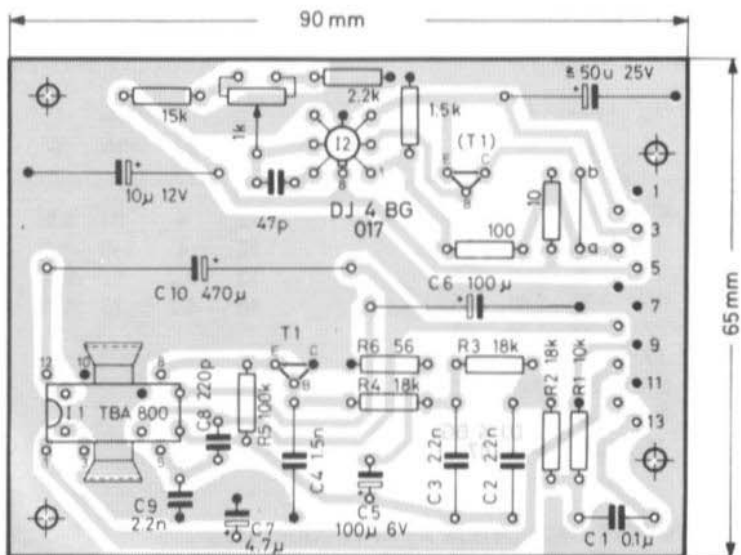 90 mm
* 50u 25V
15k
2.2k
1.5k
1k
I2
(T1)
E
C
B
8
1
10µ 12V
47p
DJ 4 BG
017
10
b
a
100
1
3
5
7
9
11
13
65 mm
C 10 470µ
C6 100µ
T1
E
C
B
R6 56
R3 18k
R4 18k
R2 18k
R1 10k
12
10
8
I1 TBA 800
C8 220p
R5 100k
C4 1.5n
C9
2.2n
C7
4.7µ
C5
100µ 6V
C3 2.2n
C2 2.2n
C 1 0.1µ